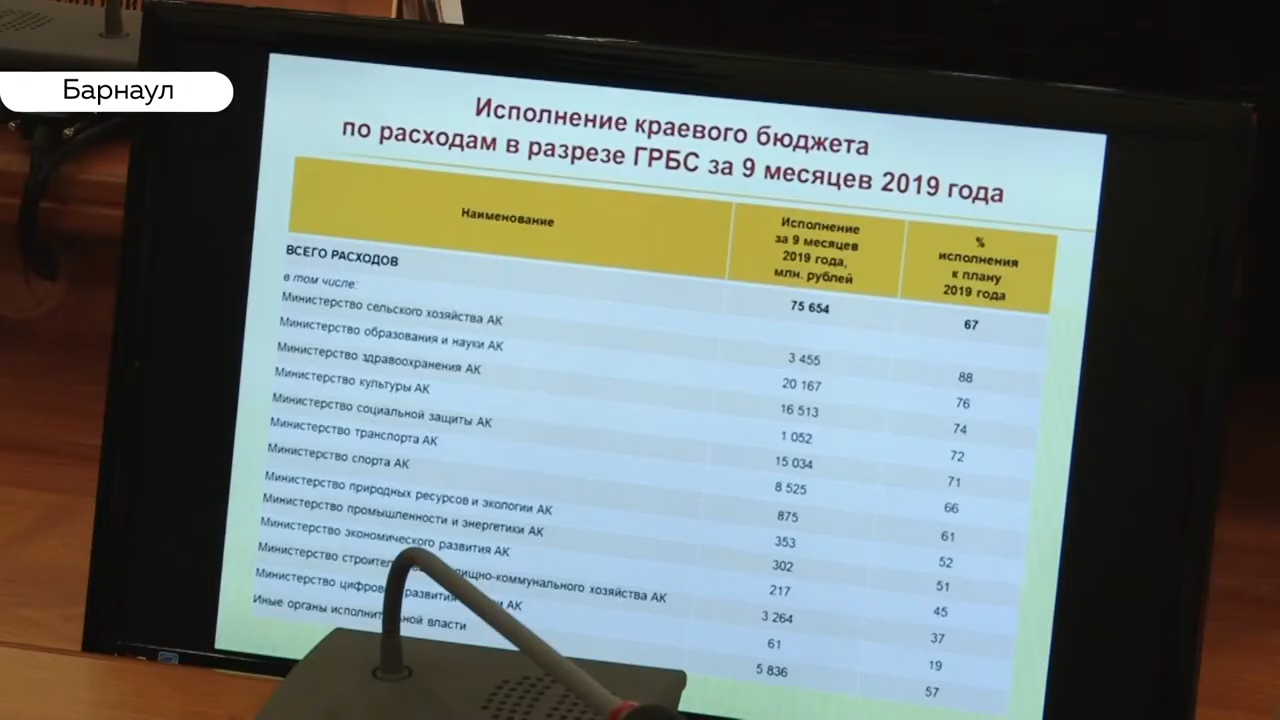 Барнаул
Исполнение краевого бюджета
по расходам в разрезе ГРБС за 9 месяцев 2019 года
Наименование
Исполнение
за 9 месяцев
2019 года,
млн. рублей
%
исполнения
к плану
2019 года
ВСЕГО РАСХОДОВ 75 654 67
в том числе:
Министерство сельского хозяйства АК 3 455 88
Министерство образования и науки АК 20 167 76
Министерство здравоохранения АК 16 513 74
Министерство культуры АК 1 052 72
Министерство социальной защиты АК 15 034 71
Министерство транспорта АК 8 525 66
Министерство спорта АК 875 61
Министерство природных ресурсов и экологии АК 353 52
Министерство промышленности и энергетики АК 302 51
Министерство экономического развития АК 217 45
Министерство коммунального хозяйства АК 3 264 37
Министерство развития АК 61 19
Иные органы власти 5 836 57